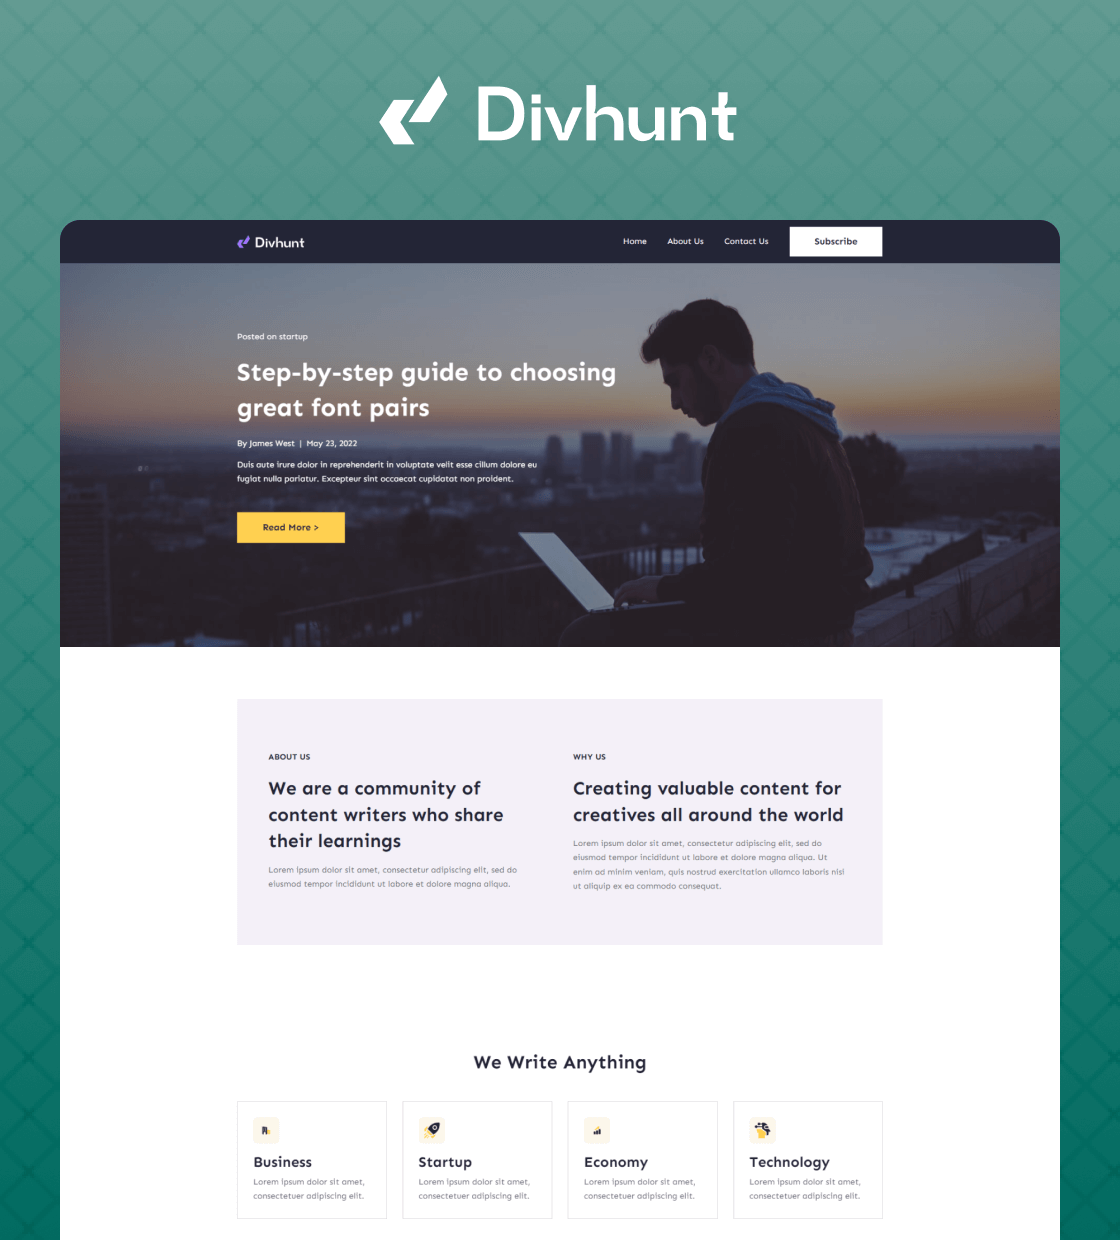 Divhunt
Divhunt
Home
About Us
Contact Us
Subscribe
Posted on startup
Step-by-step guide to choosing
great font pairs
By James West | May 23, 2022
Duis aute irure dolor in reprehenderit in voluptate velit esse cillum dolore eu
fugiat nulla pariatur. Excepteur sint occaecat cupidatat non proident.
Read More >
ABOUT US
We are a community of
content writers who share
their learnings
Lorem ipsum dolor sit amet, consectetur adipiscing elit, sed do
eiusmod tempor incididunt ut labore et dolore magna aliqua.
WHY US
Creating valuable content for
creatives all around the world
Lorem ipsum dolor sit amet, consectetur adipiscing elit, sed do
eiusmod tempor incididunt ut labore et dolore magna aliqua. Ut
enim ad minim veniam, quis nostrud exercitation ullamco laboris nisi
ut aliquip ex ea commodo consequat.
We Write Anything
Business
Lorem ipsum dolor sit amet,
consectetuer adipiscing elit.
Startup
Lorem ipsum dolor sit amet,
consectetuer adipiscing elit.
Economy
Lorem ipsum dolor sit amet,
consectetuer adipiscing elit.
Technology
Lorem ipsum dolor sit amet,
consectetuer adipiscing elit.